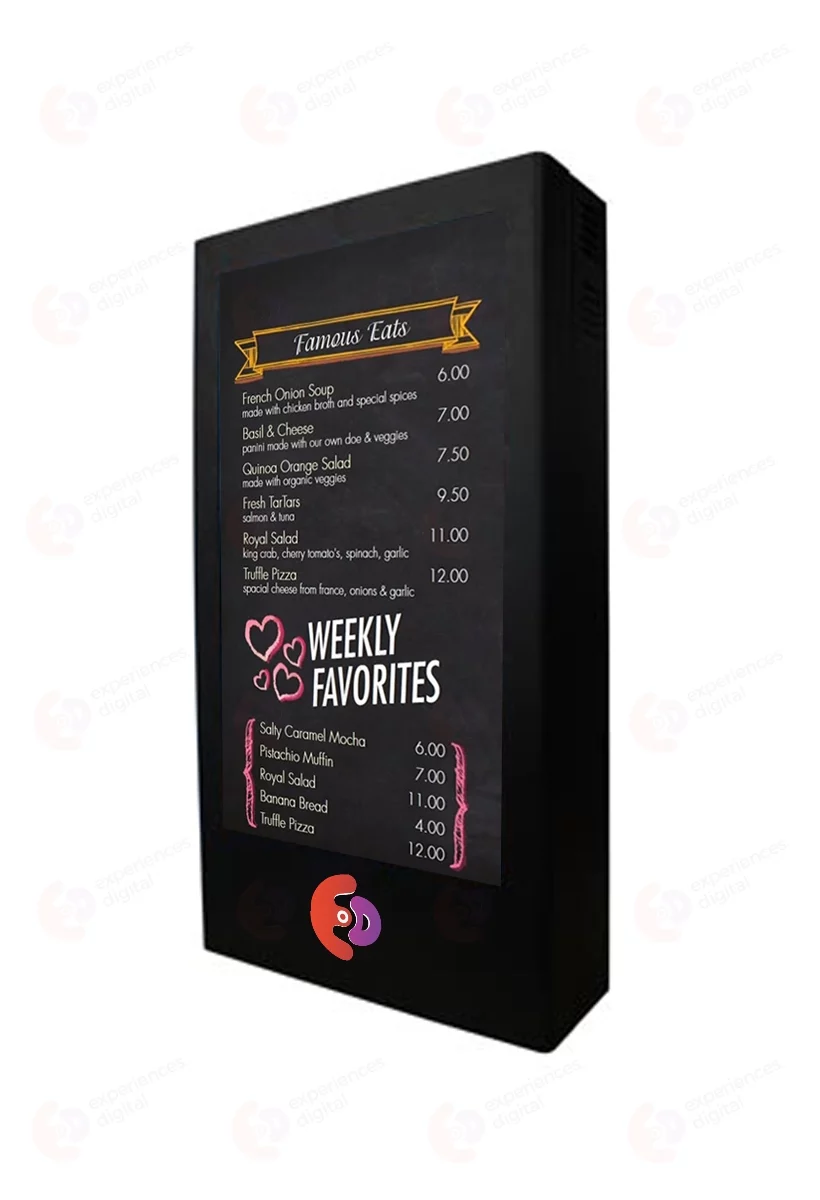 Famous Eats
French Onion Soup 6.00
made with chicken broth and special spices
Basil & Cheese 7.00
panini made with our own doe & veggies
Quinoa Orange Salad 7.50
made with organic veggies
Fresh TarTars 9.50
salmon & tuna
Royal Salad 11.00
king crab, cherry tomato's, spinach, garlic
Truffle Pizza 12.00
spacial cheese from france, onions & garlic
WEEKLY
FAVORITES
Salty Caramel Mocha 6.00
Pistachio Muffin 7.00
Royal Salad 11.00
Banana Bread 4.00
Truffle Pizza 12.00
experiences
digital